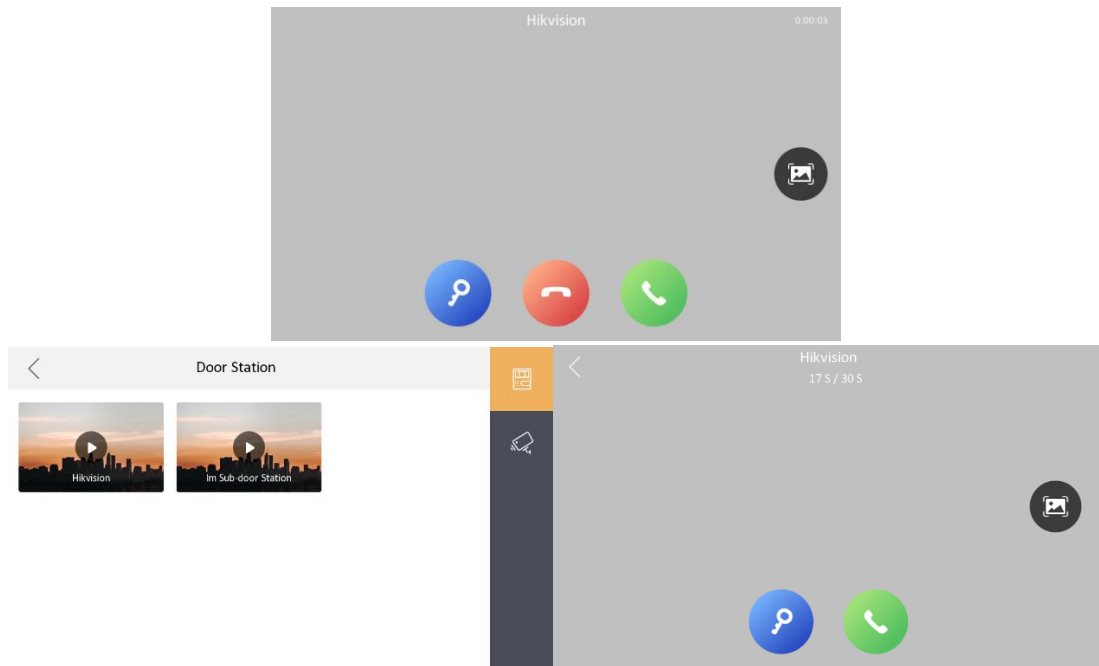 Hikvision
0:00:03
Door Station
Hikvision
Im Sub-door Station
Hikvision
17 S / 30 S